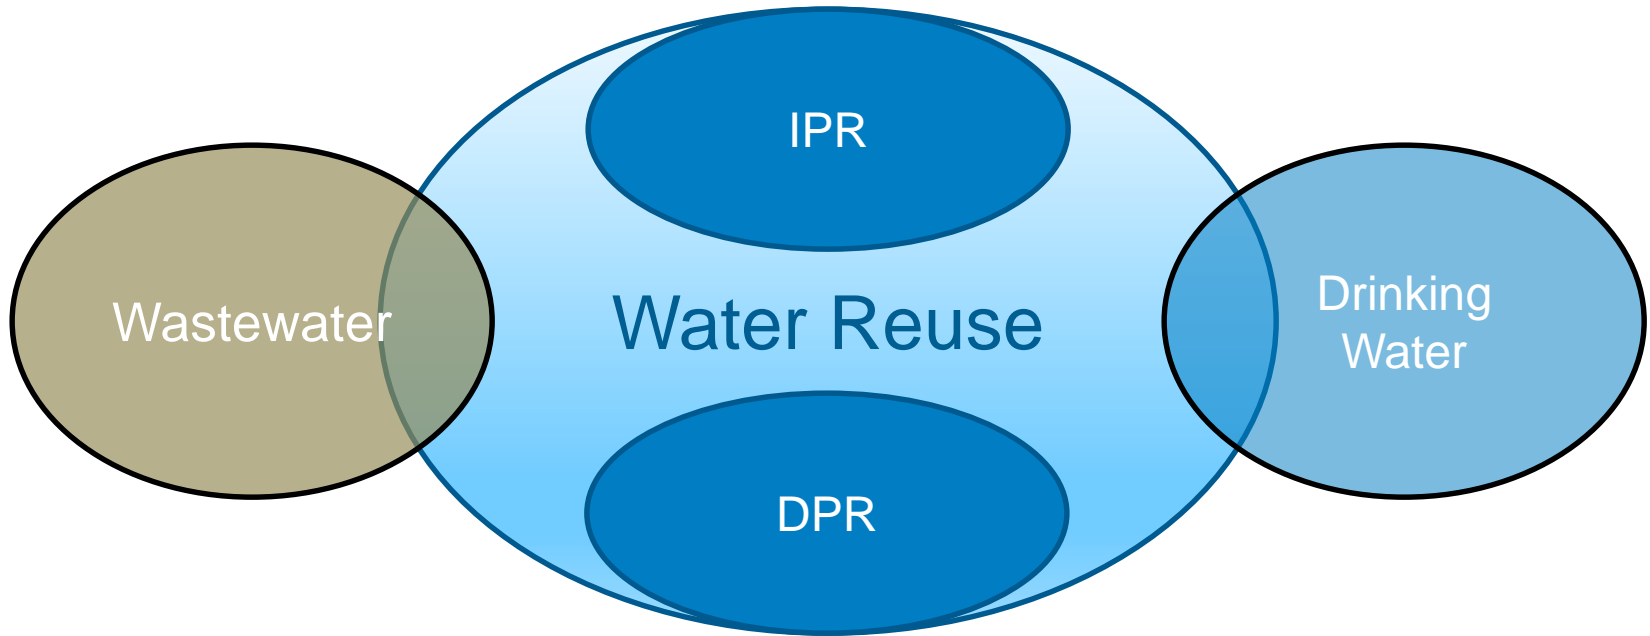 IPR
Wastewater
Water Reuse
Drinking
Water
DPR